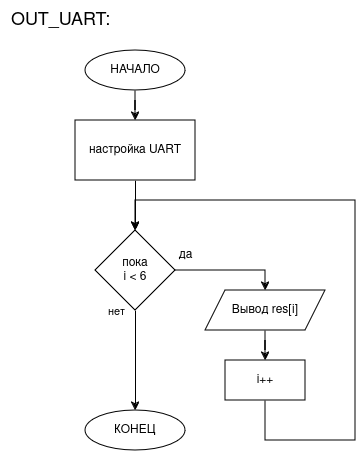 OUT_UART:
НАЧАЛО
настройка UART
пока
i < 6
да
нет
Вывод res[i]
i++
КОНЕЦ